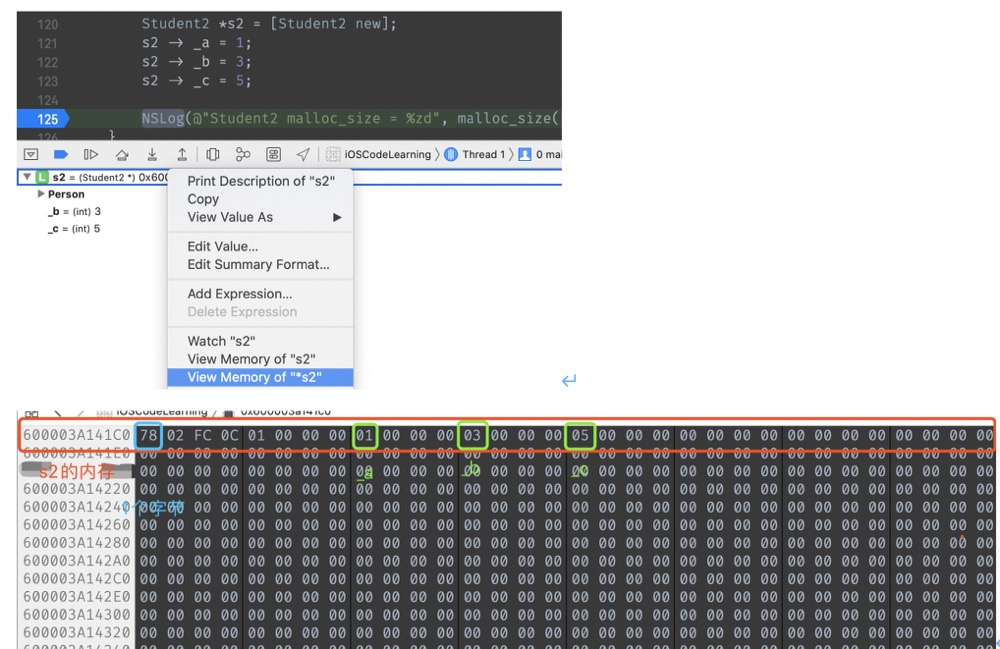 120 Student2 *s2 = [Student2 new];
121 s2 -> _a = 1;
122 s2 -> _b = 3;
123 s2 -> _c = 5;
124
125 NSLog(@"Student2 malloc_size = %zd", malloc_size(
126 }
iOSCodeLearning 〉 Thread 1 〉 0 mai
L s2 = (Student2 *) 0x600
Person
_b = (int) 3
_c = (int) 5
Print Description of "s2"
Copy
View Value As
Edit Value...
Edit Summary Format...
Add Expression...
Delete Expression
Watch "s2"
View Memory of "s2"
View Memory of "*s2"
iOSCodeLearning 0x600003a141c0
600003A141C0 78 02 FC 0C 01 00 00 00 01 00 00 00 03 00 00 00 05 00 00 00 00 00 00 00 00 00 00 00 00 00 00 00
600003A141E0 00 00 00 00 00 00 00 00 00 00 00 00 00 00 00 00 00 00 00 00 00 00 00 00 00 00 00 00 00 00 00 00
s2的内存 00 00 00 00 00 00 00 00 00 00 00 00 00 00 00 00 00 00 00 00 00 00 00 00 00 00 00 00 00 00 00 00
_a _b _c
600003A14220 00 00 00 00 00 00 00 00 00 00 00 00 00 00 00 00 00 00 00 00 00 00 00 00 00 00 00 00 00 00 00 00
600003A14240 00 00 00 00 00 00 00 00 00 00 00 00 00 00 00 00 00 00 00 00 00 00 00 00 00 00 00 00 00 00 00 00
1个字节
600003A14260 00 00 00 00 00 00 00 00 00 00 00 00 00 00 00 00 00 00 00 00 00 00 00 00 00 00 00 00 00 00 00 00
600003A14280 00 00 00 00 00 00 00 00 00 00 00 00 00 00 00 00 00 00 00 00 00 00 00 00 00 00 00 00 00 00 00 00
600003A142A0 00 00 00 00 00 00 00 00 00 00 00 00 00 00 00 00 00 00 00 00 00 00 00 00 00 00 00 00 00 00 00 00
600003A142C0 00 00 00 00 00 00 00 00 00 00 00 00 00 00 00 00 00 00 00 00 00 00 00 00 00 00 00 00 00 00 00 00
600003A142E0 00 00 00 00 00 00 00 00 00 00 00 00 00 00 00 00 00 00 00 00 00 00 00 00 00 00 00 00 00 00 00 00
600003A14300 00 00 00 00 00 00 00 00 00 00 00 00 00 00 00 00 00 00 00 00 00 00 00 00 00 00 00 00 00 00 00 00
600003A14320 00 00 00 00 00 00 00 00 00 00 00 00 00 00 00 00 00 00 00 00 00 00 00 00 00 00 00 00 00 00 00 00